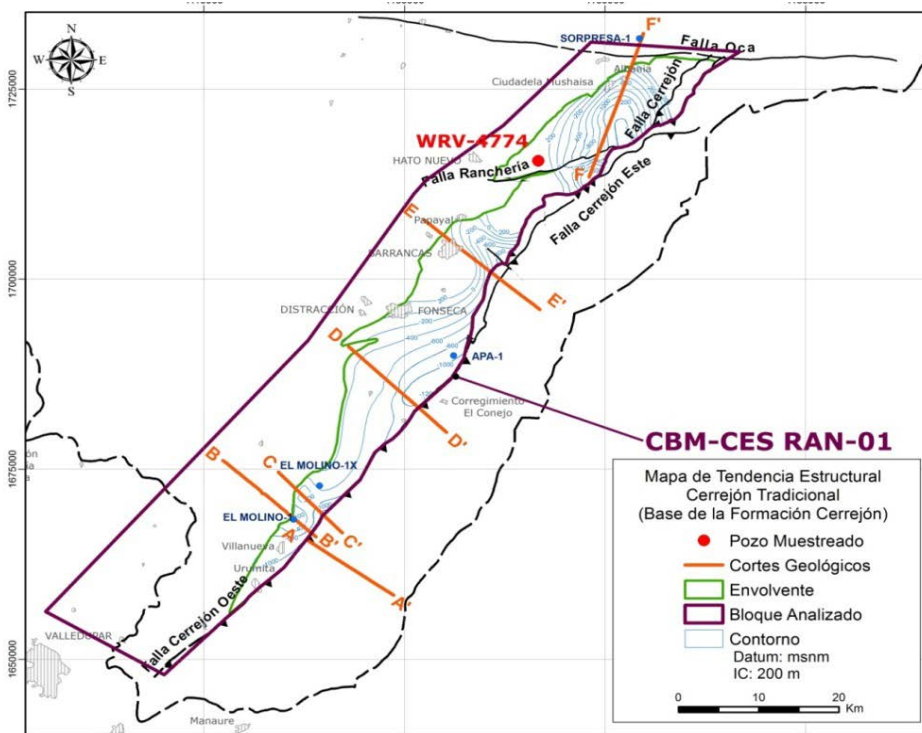 N
W E
S
SORPRESA-1
F'
Falla Oca
Ciudadela Mushaisa
Albania
1725000
Falla Cerrejón
WRV-4774
HATO NUEVO
Falla Ranchería
F
Falla Cerrejón Este
E
Papayal
BARRANCAS
1700000
E'
DISTRACCIÓN
FONSECA
D
APA-1
Corregimiento
El Conejo
D'
CBM-CES RAN-01
B
C
EL MOLINO-1X
1675000
EL MOLINO-1
A
B'
C'
Villanueva
Urumita
A'
Falla Cerrejón Oeste
VALLEDUPAR
1650000
Manaure
Mapa de Tendencia Estructural
Cerrejón Tradicional
(Base de la Formación Cerrejón)
Pozo Muestreado
Cortes Geológicos
Envolvente
Bloque Analizado
Contorno
Datum: msnm
IC: 200 m
0 10 20
Km